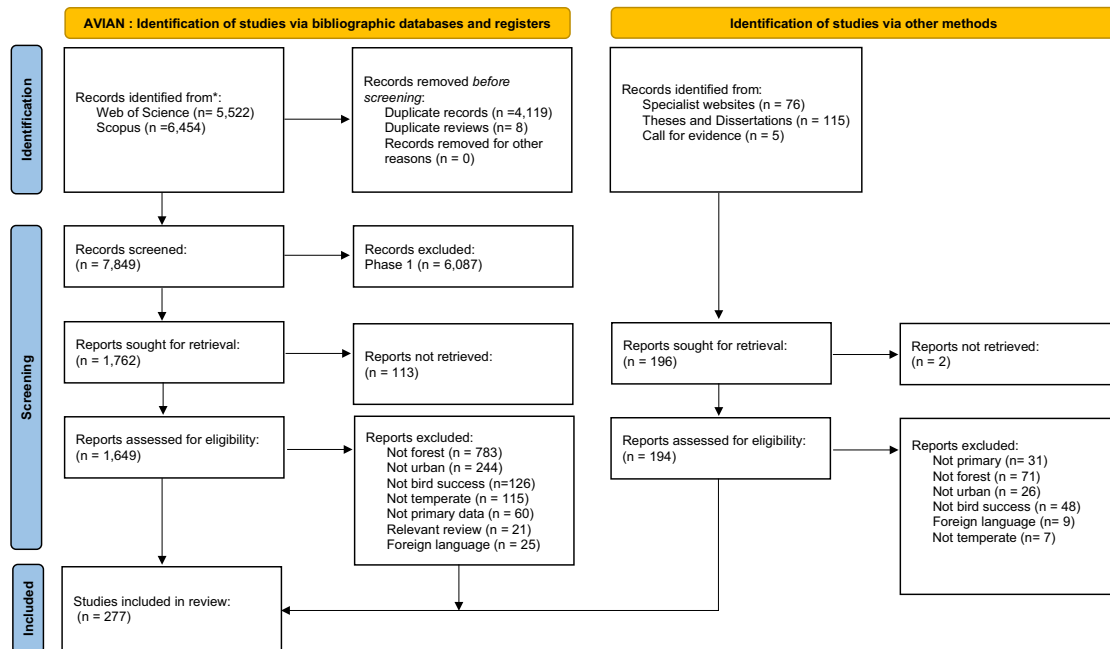 AVIAN : Identification of studies via bibliographic databases and registers
Identification of studies via other methods
Identification
Records identified from*:
Web of Science (n= 5,522)
Scopus (n =6,454)
Records removed before
screening:
Duplicate records (n =4,119)
Duplicate reviews (n= 8)
Records removed for other
reasons (n = 0)
Records identified from:
Specialist websites (n = 76)
Theses and Dissertations (n = 115)
Call for evidence (n = 5)
Screening
Records screened:
(n = 7,849)
Records excluded:
Phase 1 (n = 6,087)
Reports sought for retrieval:
(n = 1,762)
Reports not retrieved:
(n = 113)
Reports sought for retrieval:
(n = 196)
Reports not retrieved:
(n = 2)
Reports assessed for eligibility:
(n = 1,649)
Reports excluded:
Not forest (n = 783)
Not urban (n = 244)
Not bird success (n=126)
Not temperate (n = 115)
Not primary data (n = 60)
Relevant review (n = 21)
Foreign language (n = 25)
Reports assessed for eligibility:
(n = 194)
Reports excluded:
Not primary (n= 31)
Not forest (n = 71)
Not urban (n = 26)
Not bird success (n = 48)
Foreign language (n= 9)
Not temperate (n= 7)
Included
Studies included in review:
(n = 277)